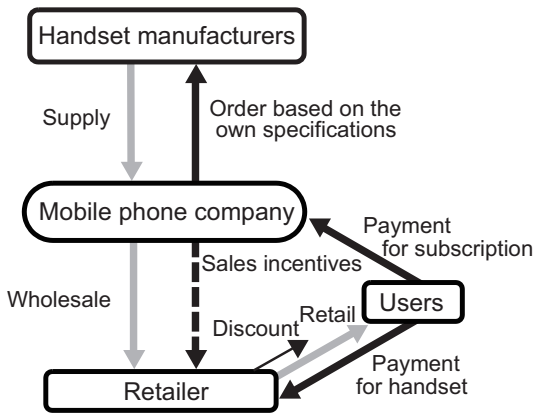 Handset manufacturers
Supply
Order based on the
own specifications
Mobile phone company
Payment
for subscription
Sales incentives
Wholesale
Users
Retail
Discount
Payment
for handset
Retailer